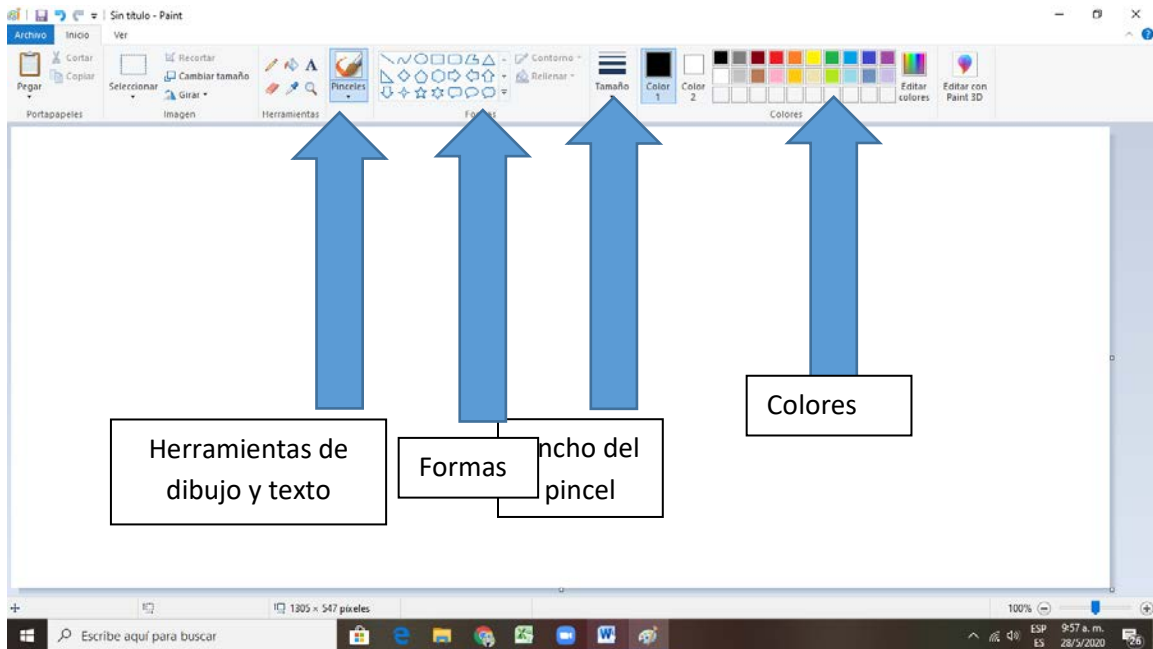 Sin título - Paint
Archivo Inicio Ver
Pegar
Cortar
Copiar
Portapapeles
Seleccionar
Recortar
Cambiar tamaño
Girar
Imagen
A
Herramientas
Pinceles
Contorno
Rellenar
Tamaño
Color
1
Color
2
Editar
colores
Colores
Editar con
Paint 3D
Herramientas de
dibujo y texto
Formas
ncho del
pincel
Colores
1305 × 547 píxeles
100%
Escribe aquí para buscar
ESP
ES
9:57 a. m.
28/5/2020
26